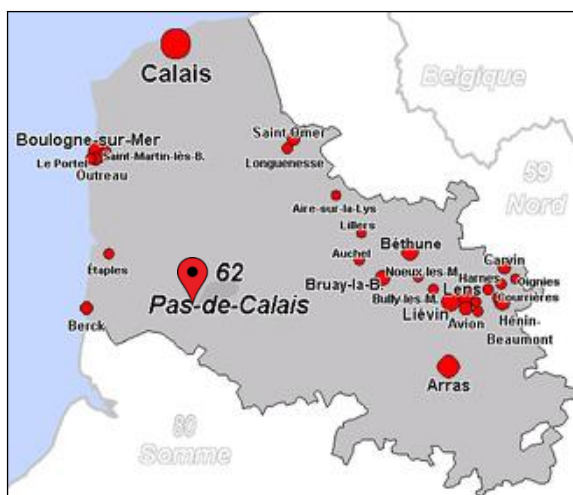 Calais
Belgique
Boulogne-sur-Mer
Saint-Omer
Le Portel
Saint-Martin-lès-B.
Longuenesse
Outreau
59
Nord
Aire-sur-la-Lys
Lillers
Béthune
Auchel
Étaples
62
Carvin
Noeux-les-M.
Harnes
Oignies
Bruay-la-B.
Lens
Pas-de-Calais
Bully-les-M.
Courrières
Liévin
Hénin-
Beaumont
Avion
Berck
Arras
80
Somme